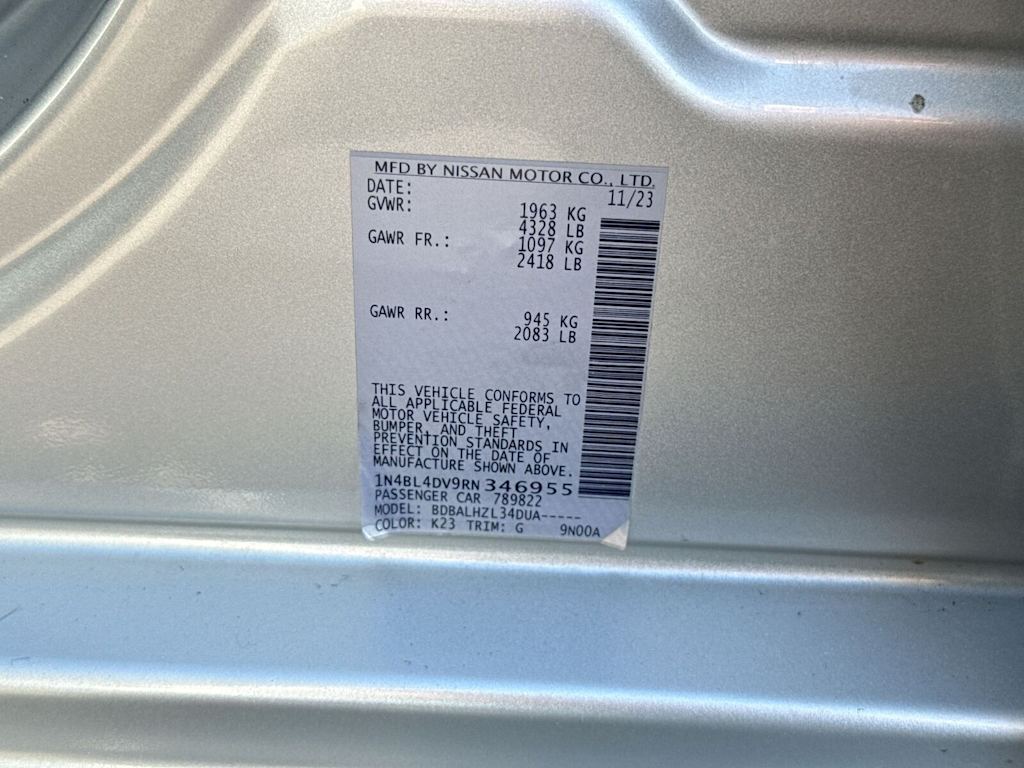 MFD BY NISSAN MOTOR CO., LTD.
DATE: 11/23
GVWR: 1963 KG
4328 LB
GAWR FR.: 1097 KG
2418 LB
GAWR RR.: 945 KG
2083 LB
THIS VEHICLE CONFORMS TO
ALL APPLICABLE FEDERAL
MOTOR VEHICLE SAFETY,
BUMPER, AND THEFT
PREVENTION STANDARDS IN
EFFECT ON THE DATE OF
MANUFACTURE SHOWN ABOVE.
1N4BL4DV9RN346955
PASSENGER CAR 789822
MODEL: BDBALHZL34DUA-----
COLOR: K23 TRIM: G 9N00A